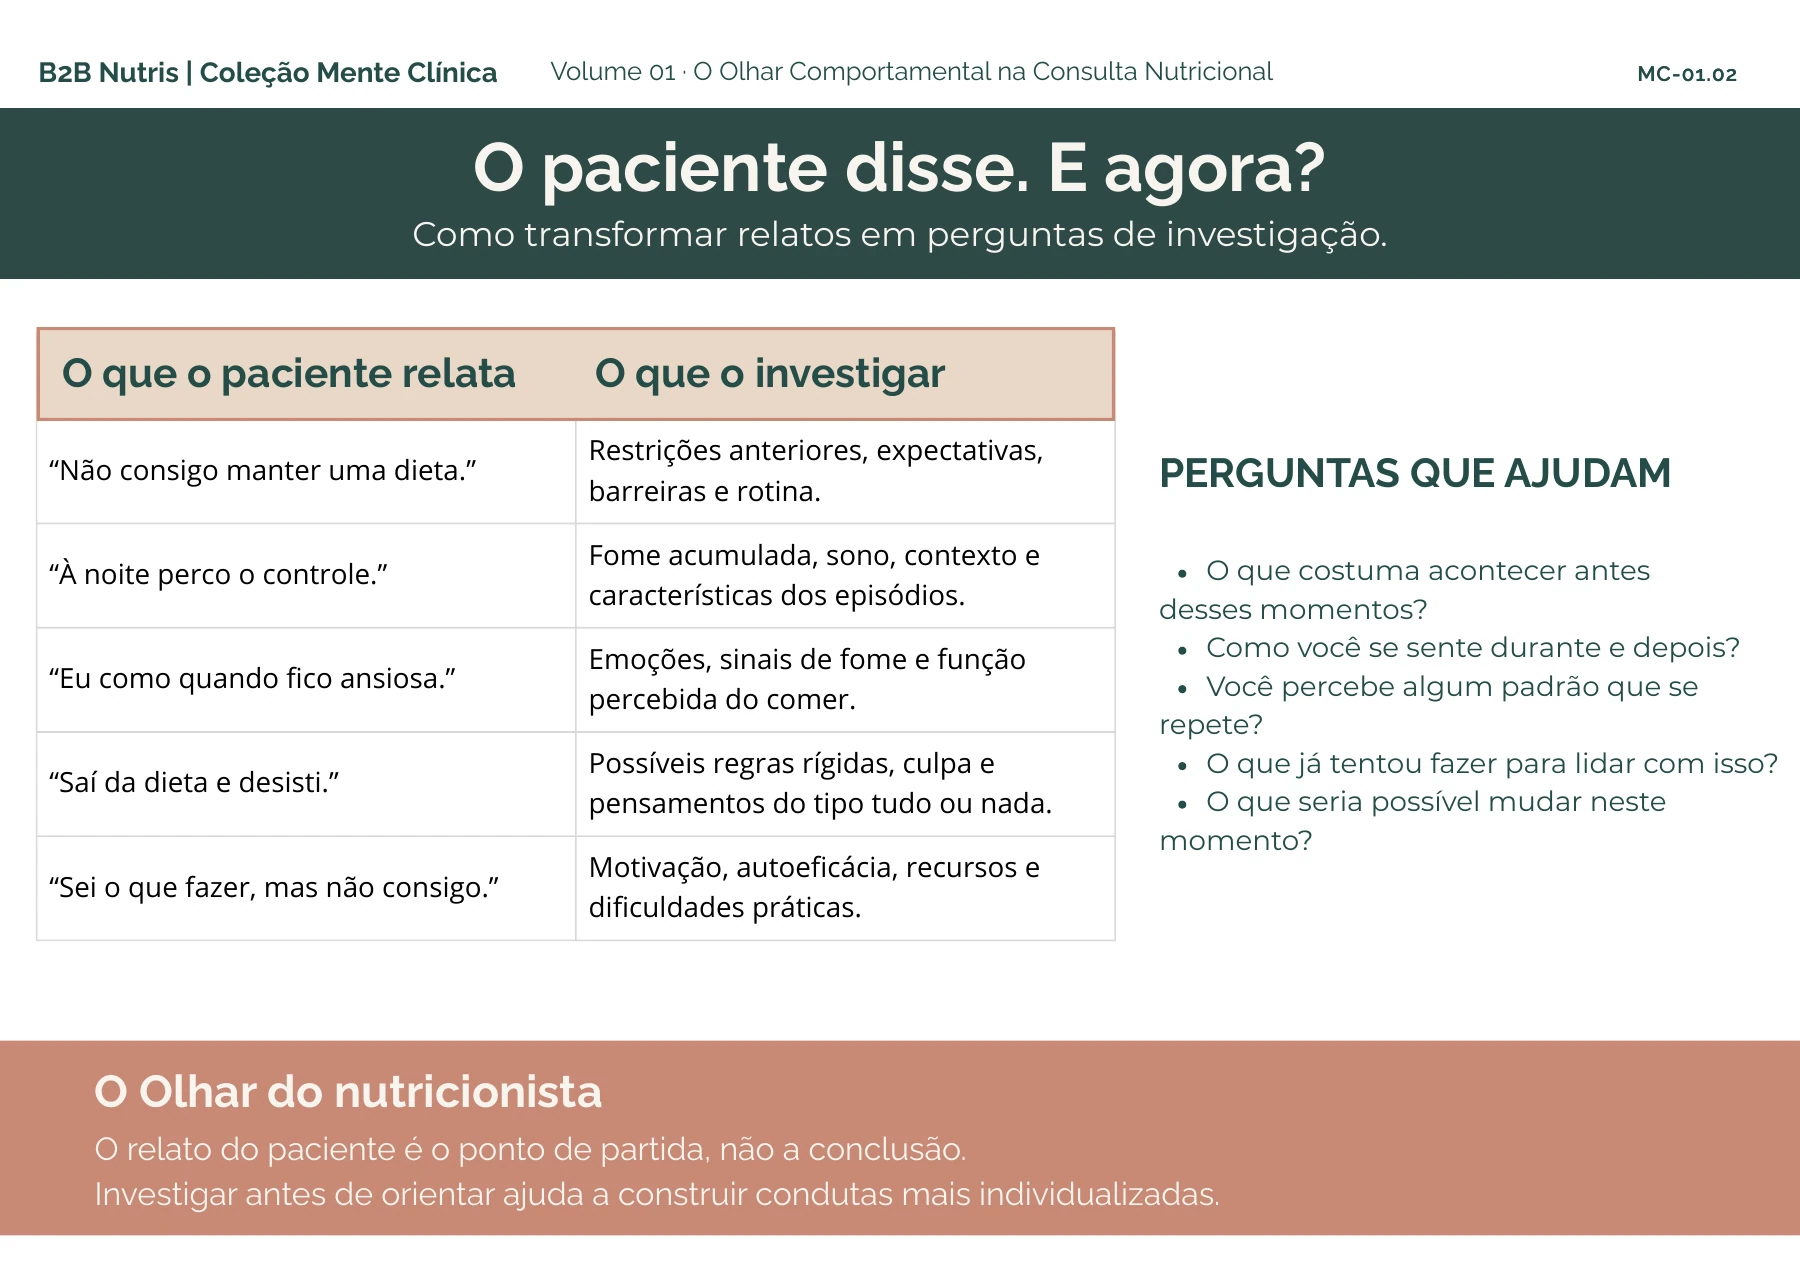 B2B Nutris | Coleção Mente Clínica
Volume 01 · O Olhar Comportamental na Consulta Nutricional
MC-01.02
O paciente disse. E agora?
Como transformar relatos em perguntas de investigação.
O que o paciente relata
O que o investigar
“Não consigo manter uma dieta.”
Restrições anteriores, expectativas,
barreiras e rotina.
“À noite perco o controle.”
Fome acumulada, sono, contexto e
características dos episódios.
“Eu como quando fico ansiosa.”
Emoções, sinais de fome e função
percebida do comer.
“Saí da dieta e desisti.”
Possíveis regras rígidas, culpa e
pensamentos do tipo tudo ou nada.
“Sei o que fazer, mas não consigo.”
Motivação, autoeficácia, recursos e
dificuldades práticas.
PERGUNTAS QUE AJUDAM
• O que costuma acontecer antes
desses momentos?
• Como você se sente durante e depois?
• Você percebe algum padrão que se
repete?
• O que já tentou fazer para lidar com isso?
• O que seria possível mudar neste
momento?
O Olhar do nutricionista
O relato do paciente é o ponto de partida, não a conclusão.
Investigar antes de orientar ajuda a construir condutas mais individualizadas.